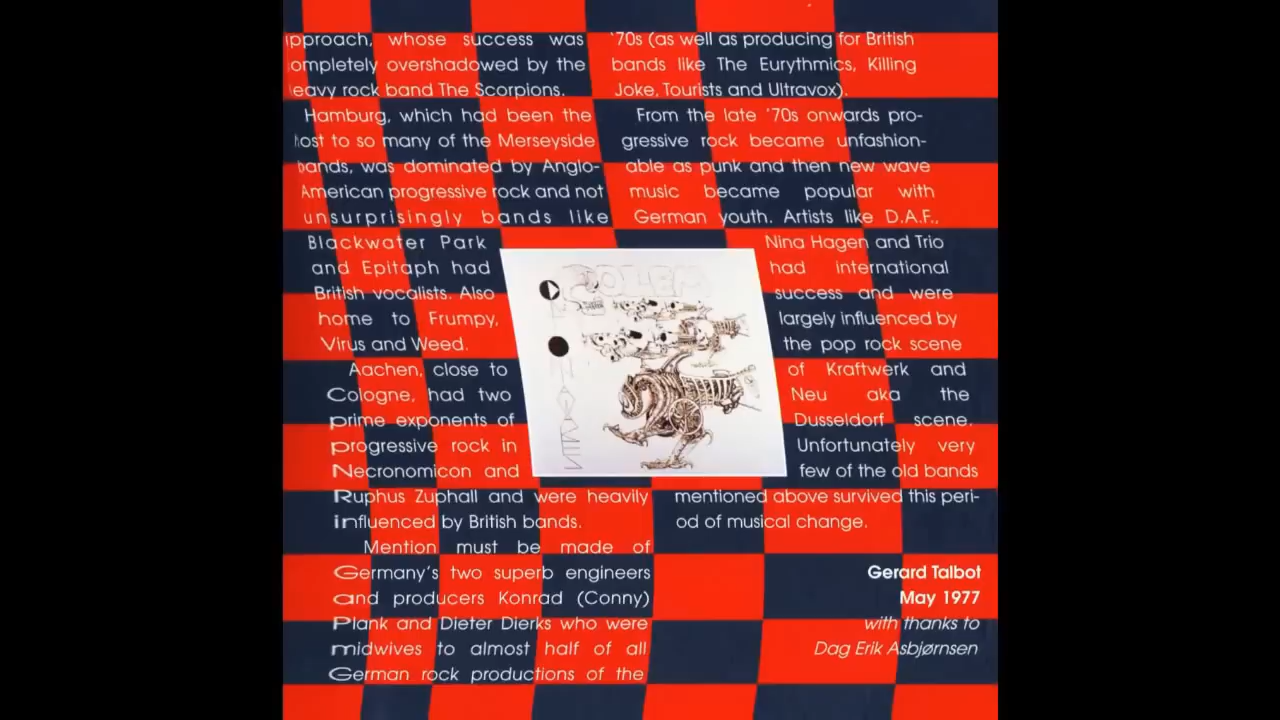 pproach, whose success was
ompletely overshadowed by the
eavy rock band The Scorpions.
Hamburg, which had been the
host to so many of the Merseyside
bands, was dominated by Anglo-
American progressive rock and not
unsurprisingly bands like
Blackwater Park
and Epitaph had
British vocalists. Also
home to Frumpy,
Virus and Weed.
Aachen, close to
Cologne, had two
prime exponents of
progressive rock in
Necronomicon and
Ruphus Zuphall and were heavily
influenced by British bands.
Mention must be made of
Germany's two superb engineers
and producers Konrad (Conny)
Plank and Dieter Dierks who were
midwives to almost half of all
German rock productions of the
'70s (as well as producing for British
bands like The Eurythmics, Killing
Joke, Tourists and Ultravox).
From the late '70s onwards pro-
gressive rock became unfashion-
able as punk and then new wave
music became popular with
German youth. Artists like D.A.F.,
Nina Hagen and Trio
had international
success and were
largely influenced by
the pop rock scene
of Kraftwerk and
Neu aka the
Dusseldorf scene.
Unfortunately very
few of the old bands
mentioned above survived this peri-
od of musical change.
Gerard Talbot
May 1977
with thanks to
Dag Erik Asbjørnsen
GOLEM